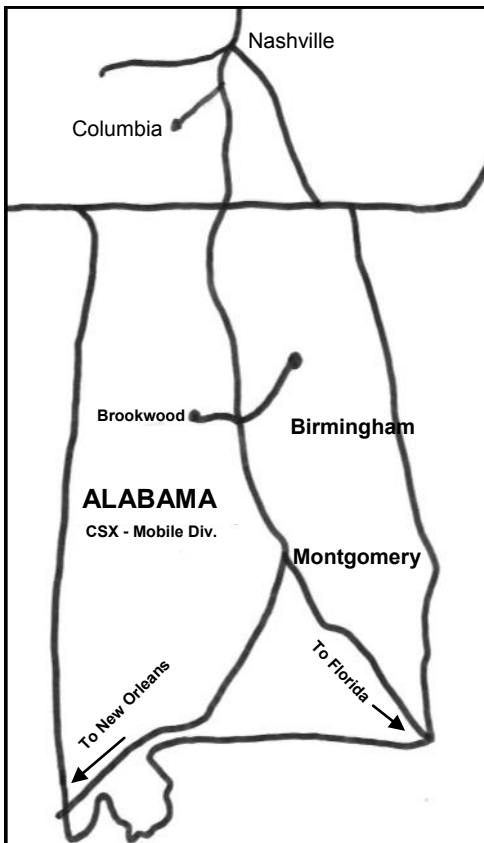 Nashville
Columbia
Brookwood
Birmingham
ALABAMA
CSX - Mobile Div.
Montgomery
To New Orleans
To Florida